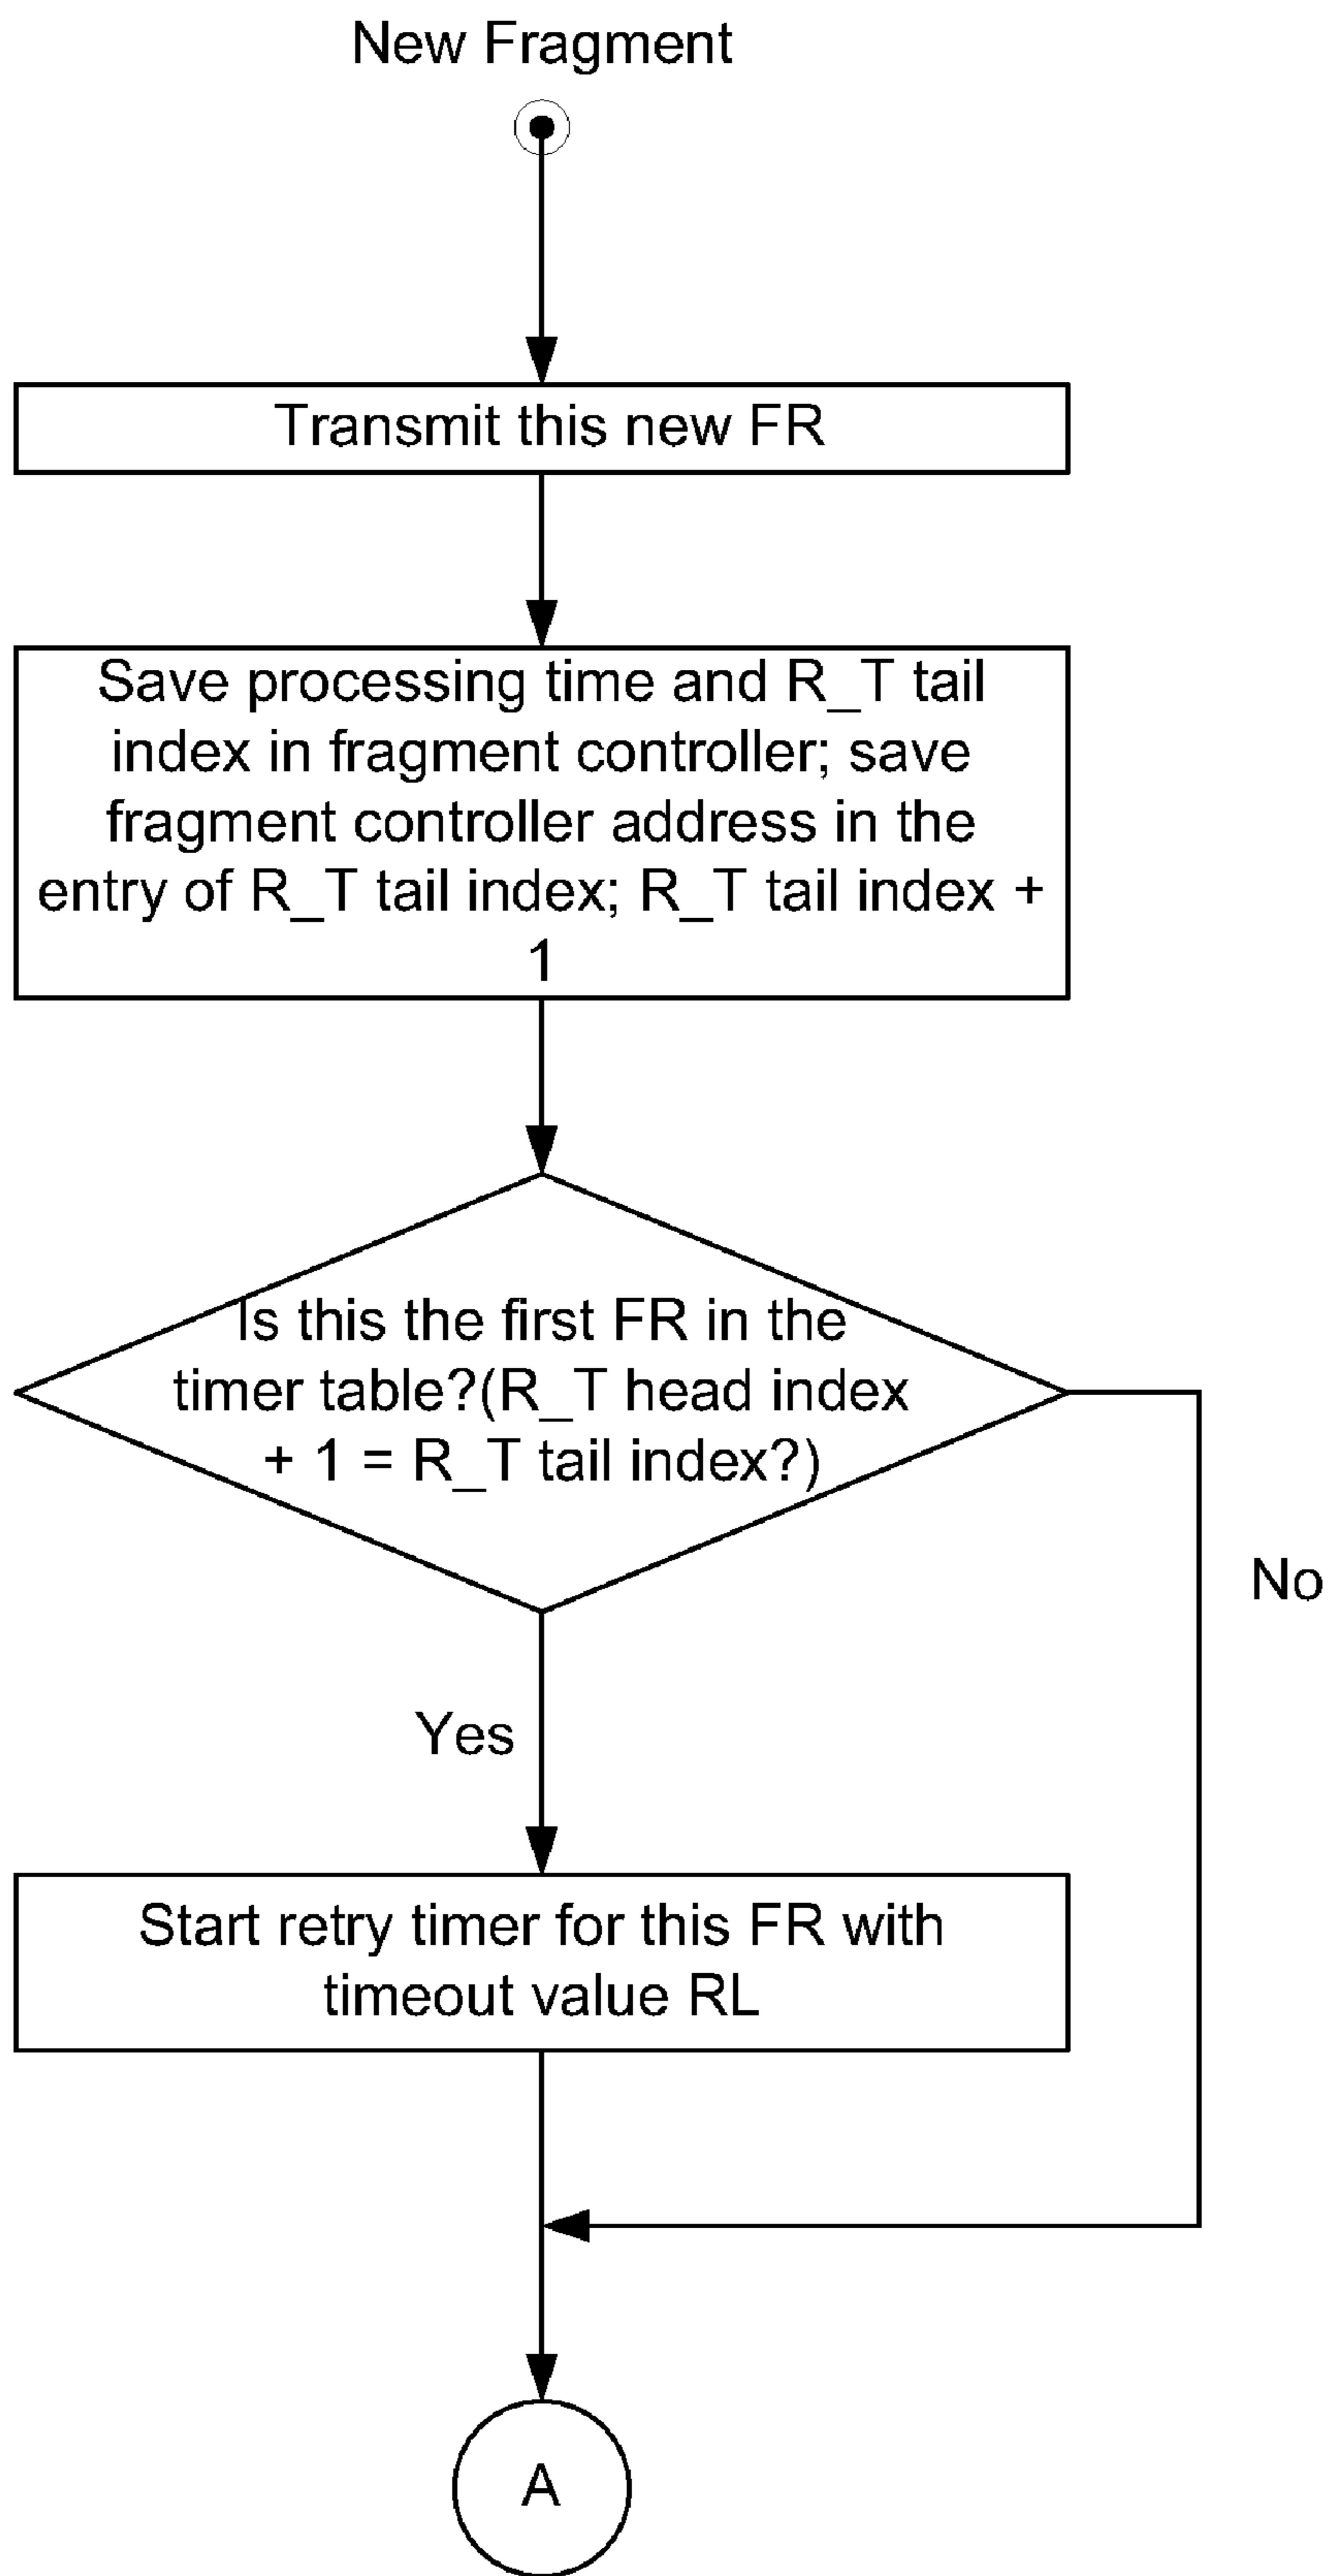 New Fragment
Transmit this new FR
Save processing time and R_T tail
index in fragment controller; save
fragment controller address in the
entry of R_T tail index; R_T tail index +
1
Is this the first FR in the
timer table?(R_T head index
+ 1 = R_T tail index?)
No
Yes
Start retry timer for this FR with
timeout value RL
A